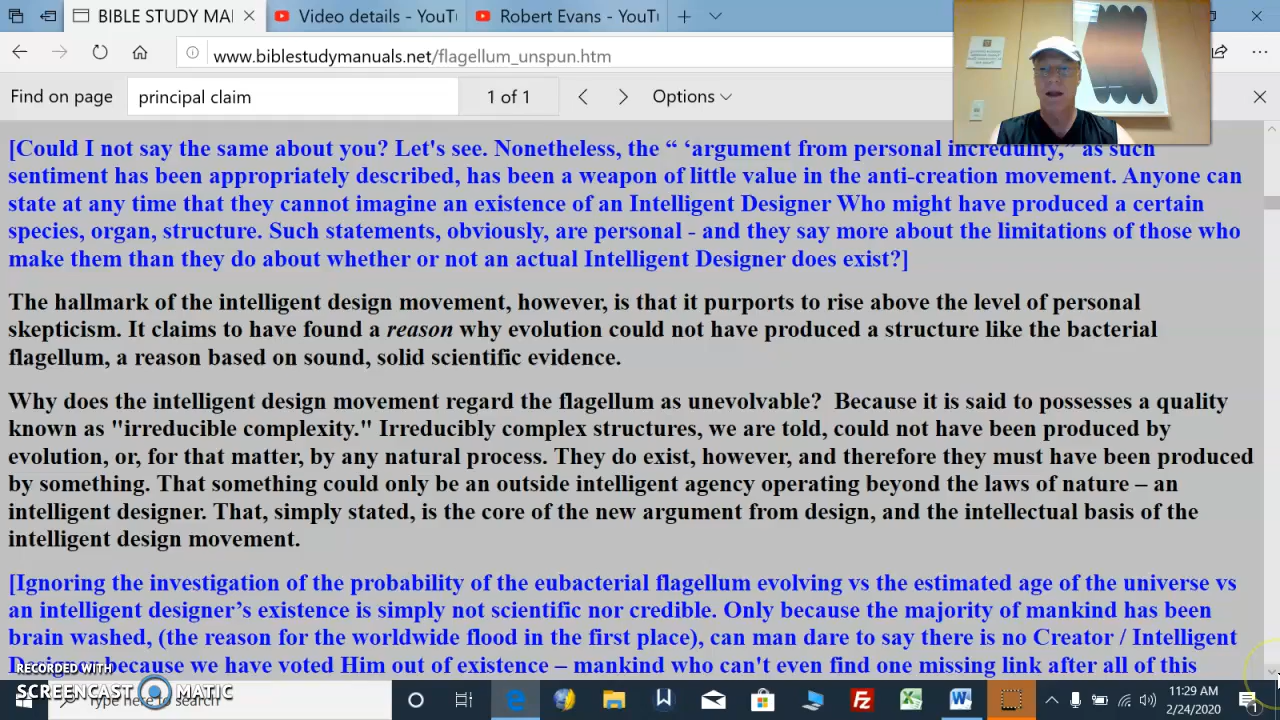 BIBLE STUDY MAI
Video details - YouTu
Robert Evans - YouTu
www.biblestudymanuals.net/flagellum_unspun.htm
Find on page
principal claim
1 of 1
Options
[Could I not say the same about you? Let's see. Nonetheless, the “ ‘argument from personal incredulity,” as such
sentiment has been appropriately described, has been a weapon of little value in the anti-creation movement. Anyone can
state at any time that they cannot imagine an existence of an Intelligent Designer Who might have produced a certain
species, organ, structure. Such statements, obviously, are personal - and they say more about the limitations of those who
make them than they do about whether or not an actual Intelligent Designer does exist?]
The hallmark of the intelligent design movement, however, is that it purports to rise above the level of personal
skepticism. It claims to have found a reason why evolution could not have produced a structure like the bacterial
flagellum, a reason based on sound, solid scientific evidence.
Why does the intelligent design movement regard the flagellum as unevolvable?  Because it is said to possesses a quality
known as "irreducible complexity." Irreducibly complex structures, we are told, could not have been produced by
evolution, or, for that matter, by any natural process. They do exist, however, and therefore they must have been produced
by something. That something could only be an outside intelligent agency operating beyond the laws of nature – an
intelligent designer. That, simply stated, is the core of the new argument from design, and the intellectual basis of the
intelligent design movement.
[Ignoring the investigation of the probability of the eubacterial flagellum evolving vs the estimated age of the universe vs
an intelligent designer’s existence is simply not scientific nor credible. Only because the majority of mankind has been
brain washed, (the reason for the worldwide flood in the first place), can man dare to say there is no Creator / Intelligent
because we have voted Him out of existence – mankind who can't even find one missing link after all of this
RECORDED WITH
SCREENCAST MATIC
Type here to search
11:29 AM
2/24/2020
1